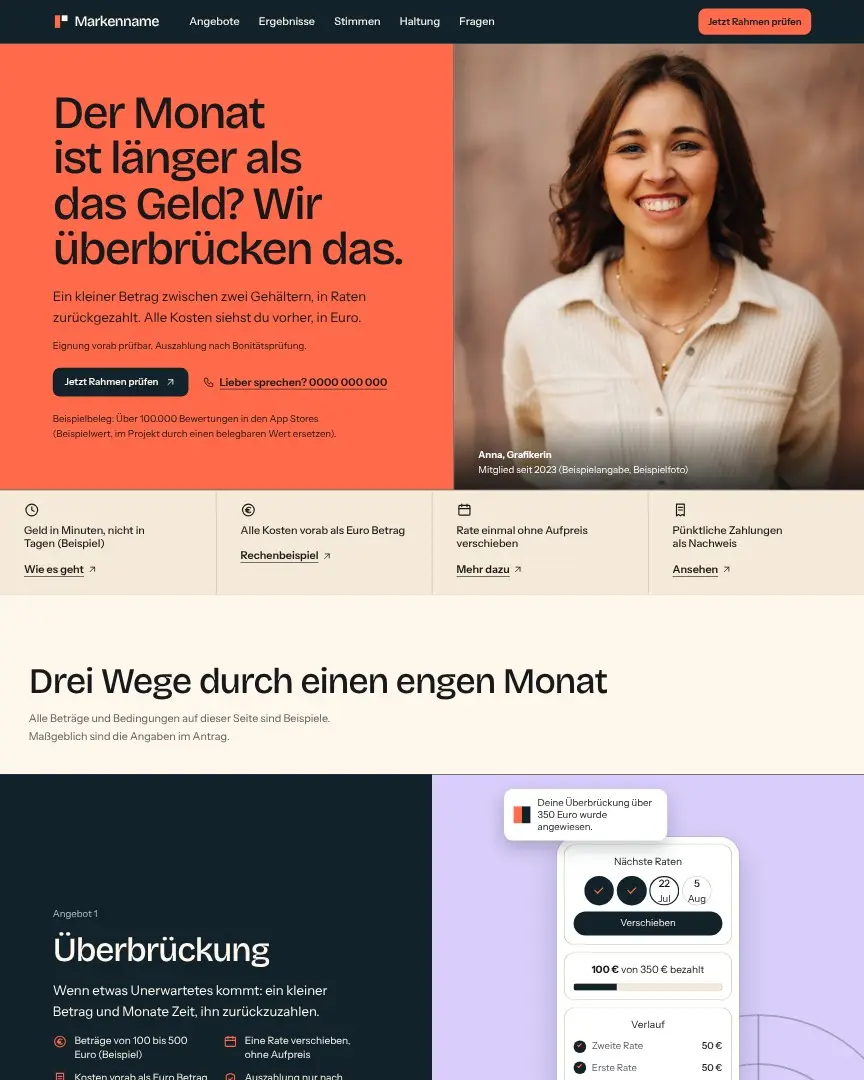 Markenname
Angebote
Ergebnisse
Stimmen
Haltung
Fragen
Jetzt Rahmen prüfen
Der Monat
ist länger als
das Geld? Wir
überbrücken das.
Ein kleiner Betrag zwischen zwei Gehältern, in Raten
zurückgezahlt. Alle Kosten siehst du vorher, in Euro.
Eignung vorab prüfbar. Auszahlung nach Bonitätsprüfung.
Jetzt Rahmen prüfen
Lieber sprechen? 0000 000 000
Beispielbeleg: Über 100.000 Bewertungen in den App Stores
(Beispielwert, im Projekt durch einen belegbaren Wert ersetzen).
Anna, Grafikerin
Mitglied seit 2023 (Beispielangabe, Beispielfoto)
Geld in Minuten, nicht in
Tagen (Beispiel)
Wie es geht
Alle Kosten vorab als Euro Betrag
Rechenbeispiel
Rate einmal ohne Aufpreis
verschieben
Mehr dazu
Pünktliche Zahlungen
als Nachweis
Ansehen
Drei Wege durch einen engen Monat
Alle Beträge und Bedingungen auf dieser Seite sind Beispiele.
Maßgeblich sind die Angaben im Antrag.
Angebot 1
Überbrückung
Wenn etwas Unerwartetes kommt: ein kleiner
Betrag und Monate Zeit, ihn zurückzuzahlen.
Beträge von 100 bis 500
Euro (Beispiel)
Eine Rate verschieben,
ohne Aufpreis
Kosten vorab als Euro Betrag
Auszahlung nur nach
Deine Überbrückung über
350 Euro wurde
angewiesen.
Nächste Raten
22
Jul
5
Aug
Verschieben
100 € von 350 € bezahlt
Verlauf
Zweite Rate 50 €
Erste Rate 50 €